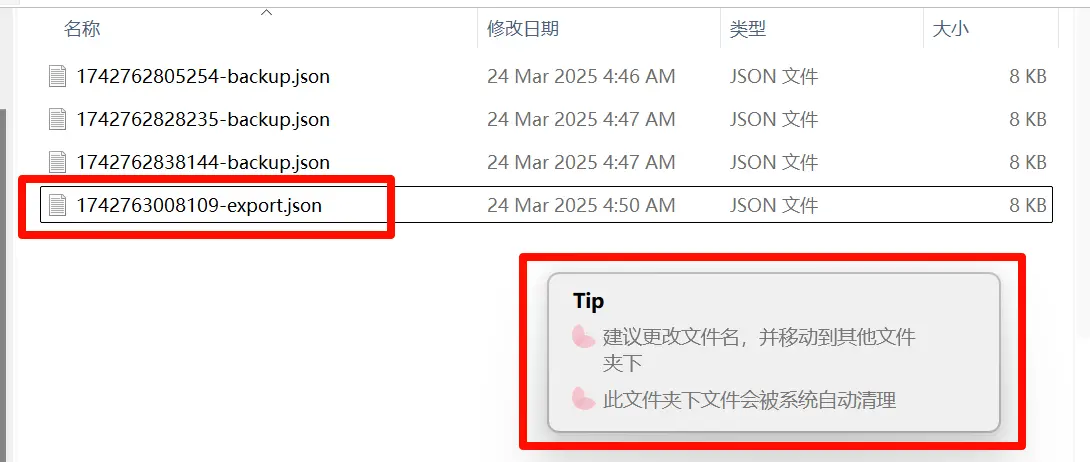 名称 修改日期 类型 大小
1742762805254-backup.json 24 Mar 2025 4:46 AM JSON 文件 8 KB
1742762828235-backup.json 24 Mar 2025 4:47 AM JSON 文件 8 KB
1742762838144-backup.json 24 Mar 2025 4:47 AM JSON 文件 8 KB
1742763008109-export.json 24 Mar 2025 4:50 AM JSON 文件 8 KB
Tip
建议更改文件名，并移动到其他文件
夹下
此文件夹下文件会被系统自动清理